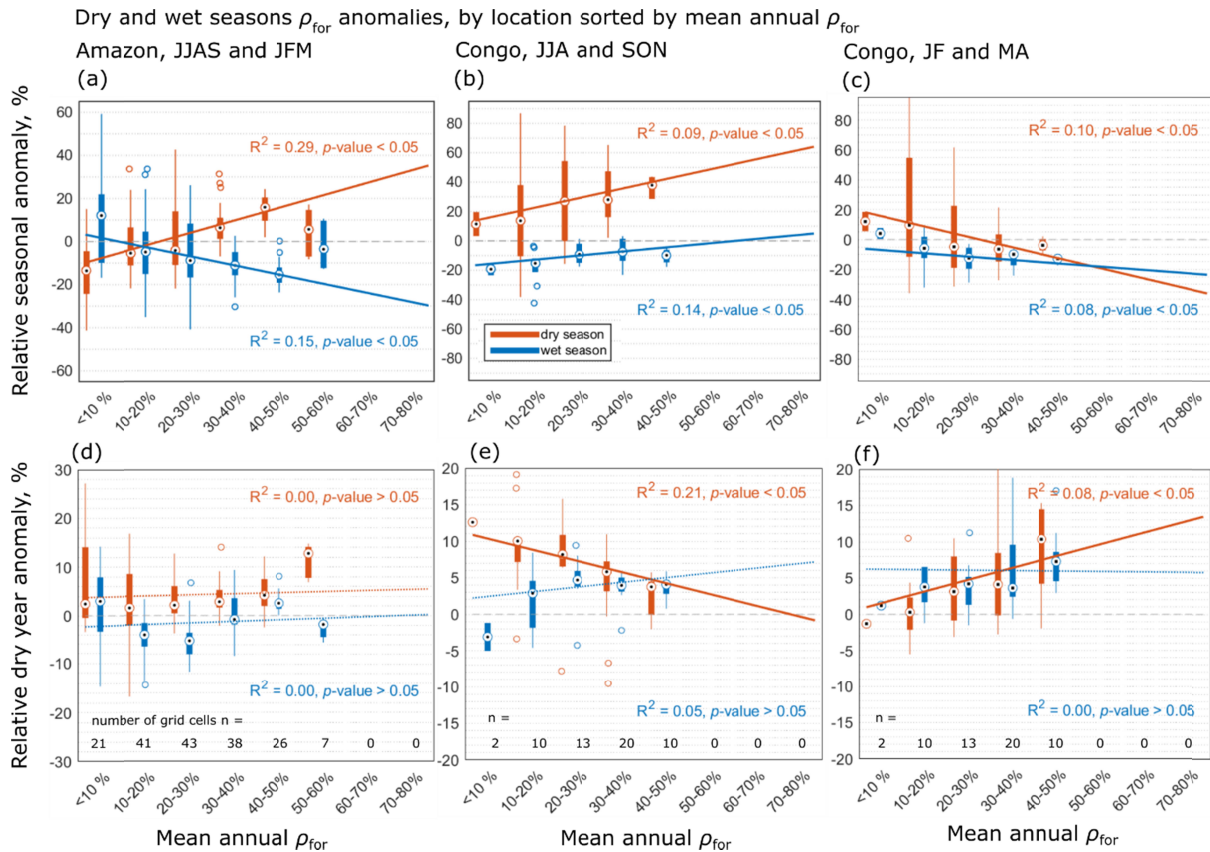 Dry and wet seasons ρfor anomalies, by location sorted by mean annual ρfor
Amazon, JJAS and JFM
Congo, JJA and SON
Congo, JF and MA
(a)
(b)
(c)
Relative seasonal anomaly, %
60
40
20
0
-20
-40
-60
R² = 0.29, p-value < 0.05
R² = 0.15, p-value < 0.05
<10 %
10-20%
20-30%
30-40%
40-50%
50-60%
60-70%
70-80%
80
60
40
20
0
-20
-40
-60
-80
R² = 0.09, p-value < 0.05
R² = 0.14, p-value < 0.05
dry season
wet season
<10 %
10-20%
20-30%
30-40%
40-50%
50-60%
60-70%
70-80%
80
60
40
20
0
-20
-40
-60
-80
R² = 0.10, p-value < 0.05
R² = 0.08, p-value < 0.05
<10 %
10-20%
20-30%
30-40%
40-50%
50-60%
60-70%
70-80%
(d)
(e)
(f)
Relative dry year anomaly, %
30
20
10
0
-10
-20
-30
R² = 0.00, p-value > 0.05
R² = 0.00, p-value > 0.05
number of grid cells n =
21 41 43 38 26 7 0 0
<10%
10-20%
20-30%
30-40%
40-50%
50-60%
60-70%
70-80%
Mean annual ρfor
20
15
10
5
0
-5
-10
-15
-20
R² = 0.21, p-value < 0.05
R² = 0.05, p-value > 0.05
n =
2 10 13 20 10 0 0 0
<10%
10-20%
20-30%
30-40%
40-50%
50-60%
60-70%
70-80%
Mean annual ρfor
20
15
10
5
0
-5
-10
-15
-20
R² = 0.08, p-value < 0.05
R² = 0.00, p-value > 0.05
n =
2 10 13 20 10 0 0 0
<10%
10-20%
20-30%
30-40%
40-50%
50-60%
60-70%
70-80%
Mean annual ρfor